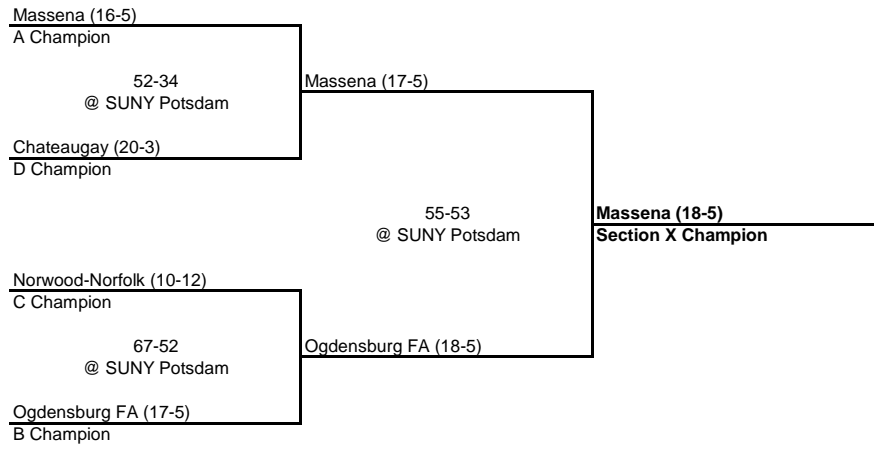 Massena (16-5)
A Champion
52-34
@ SUNY Potsdam
Massena (17-5)
Chateaugay (20-3)
D Champion
55-53
@ SUNY Potsdam
Massena (18-5)
Section X Champion
Norwood-Norfolk (10-12)
C Champion
67-52
@ SUNY Potsdam
Ogdensburg FA (18-5)
Ogdensburg FA (17-5)
B Champion